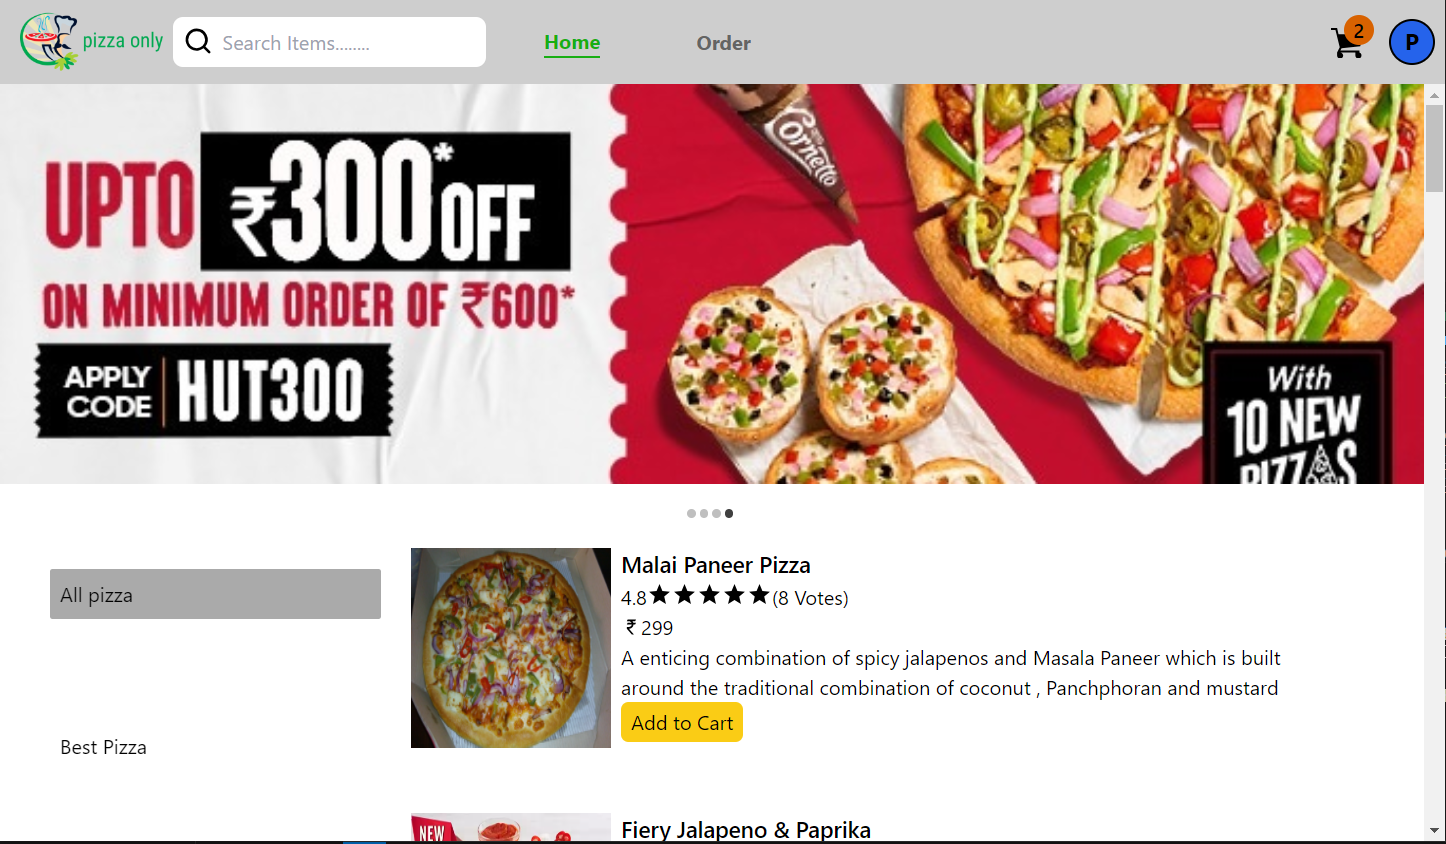 pizza only
Search Items........
Home
Order
2
P
UPTO ₹300* OFF
ON MINIMUM ORDER OF ₹600*
APPLY
CODE
HUT300
Cornetto
With
10 NEW
PIZZAS
All pizza
Best Pizza
Malai Paneer Pizza
4.8★★★★★(8 Votes)
₹ 299
A enticing combination of spicy jalapenos and Masala Paneer which is built
around the traditional combination of coconut , Panchphoran and mustard
Add to Cart
NEW
Fiery Jalapeno & Paprika